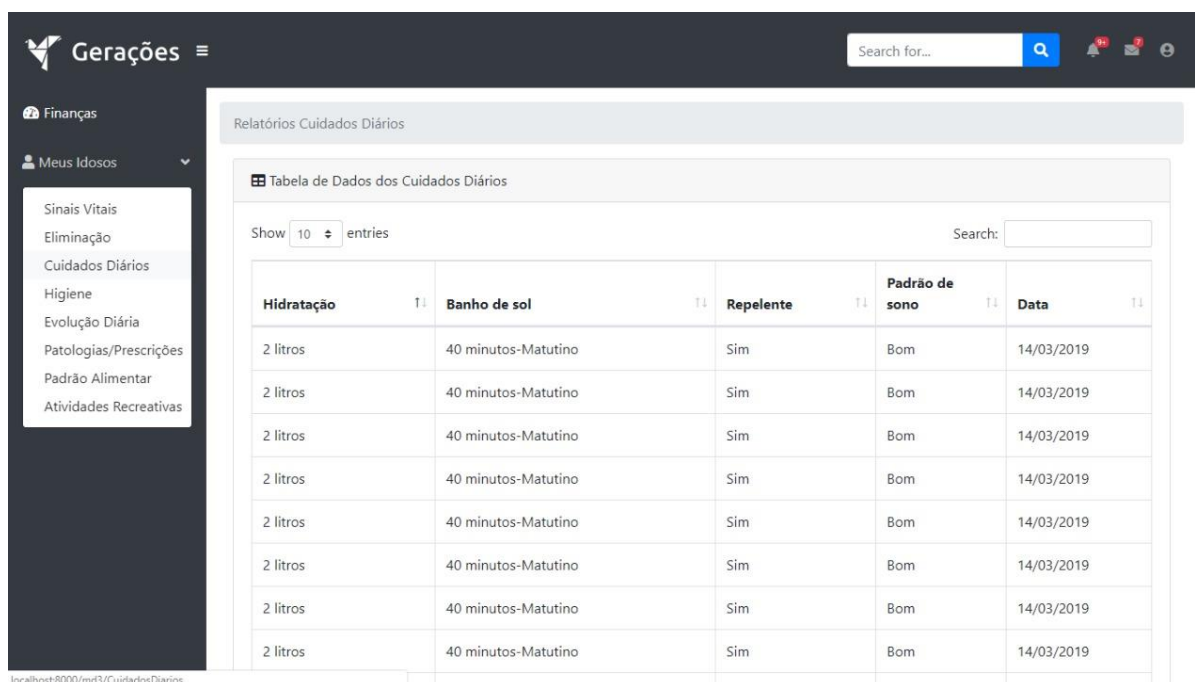 Gerações
Search for...
9+
7
Finanças
Meus Idosos
Sinais Vitais
Eliminação
Cuidados Diários
Higiene
Evolução Diária
Patologias/Prescrições
Padrão Alimentar
Atividades Recreativas
Relatórios Cuidados Diários
Tabela de Dados dos Cuidados Diários
Show 10 entries Search:
Hidratação Banho de sol Repelente Padrão de sono Data
2 litros 40 minutos-Matutino Sim Bom 14/03/2019
2 litros 40 minutos-Matutino Sim Bom 14/03/2019
2 litros 40 minutos-Matutino Sim Bom 14/03/2019
2 litros 40 minutos-Matutino Sim Bom 14/03/2019
2 litros 40 minutos-Matutino Sim Bom 14/03/2019
2 litros 40 minutos-Matutino Sim Bom 14/03/2019
2 litros 40 minutos-Matutino Sim Bom 14/03/2019
2 litros 40 minutos-Matutino Sim Bom 14/03/2019
localhost:8000/md3/CuidadosDiarios